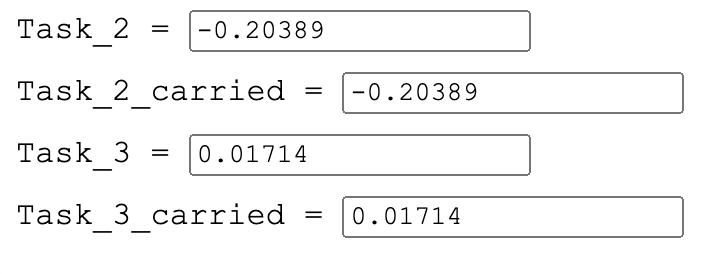 Task_2 = -0.20389
Task_2_carried = -0.20389
Task_3 = 0.01714
Task_3_carried = 0.01714